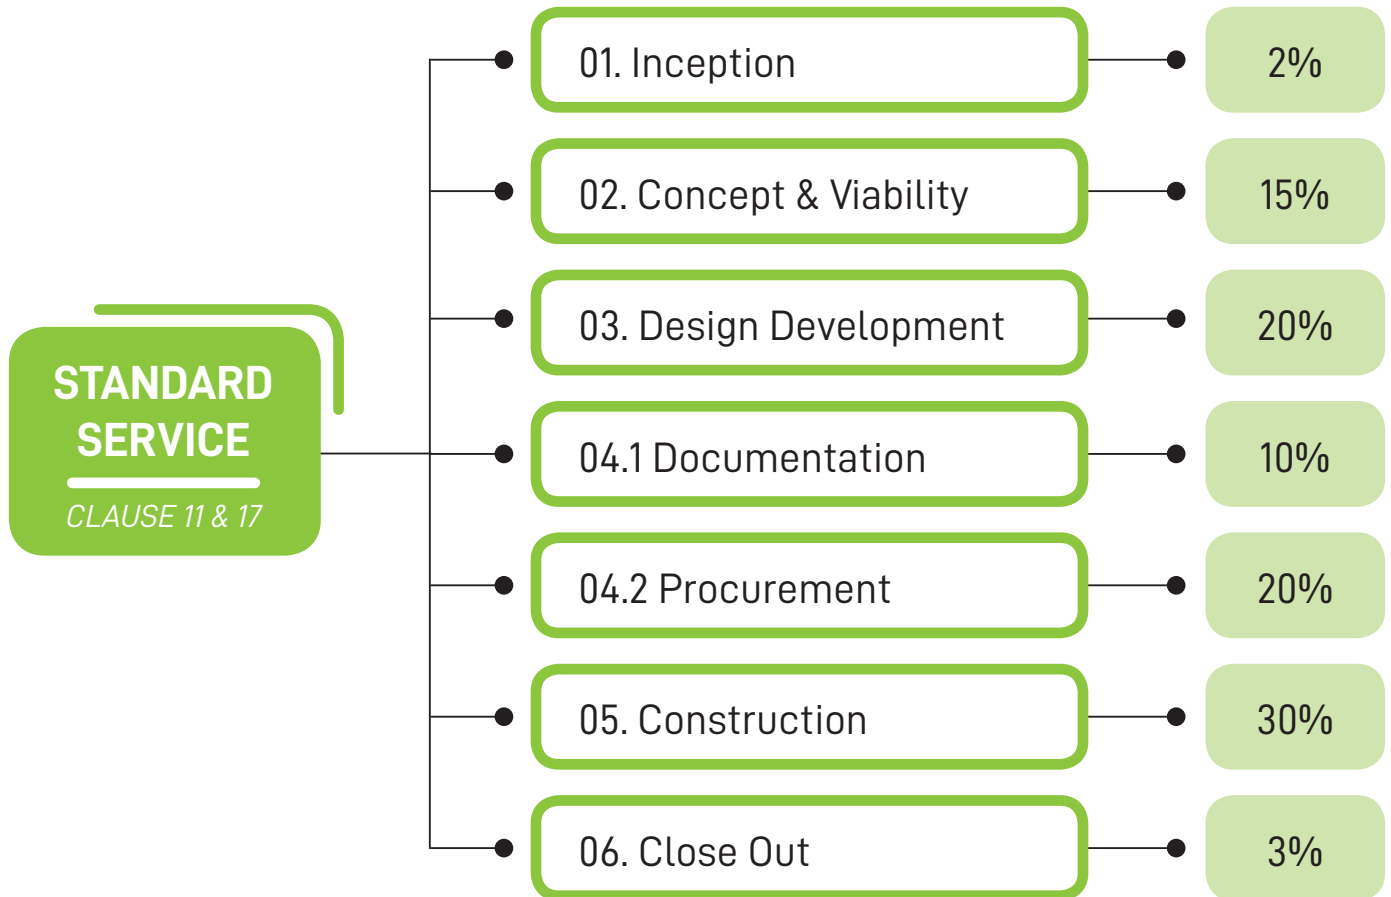 01. Inception
2%
02. Concept & Viability
15%
03. Design Development
20%
STANDARD
SERVICE
CLAUSE 11 & 17
04.1 Documentation
10%
04.2 Procurement
20%
05. Construction
30%
06. Close Out
3%